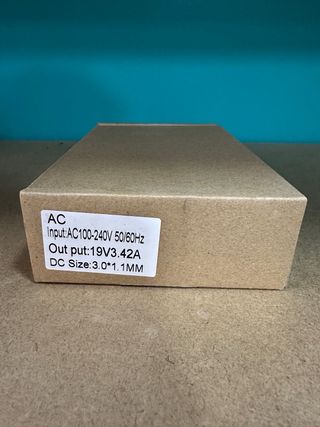 AC
Input:AC100-240V 50/60Hz
Out put:19V3.42A
DC Size:3.0*1.1MM